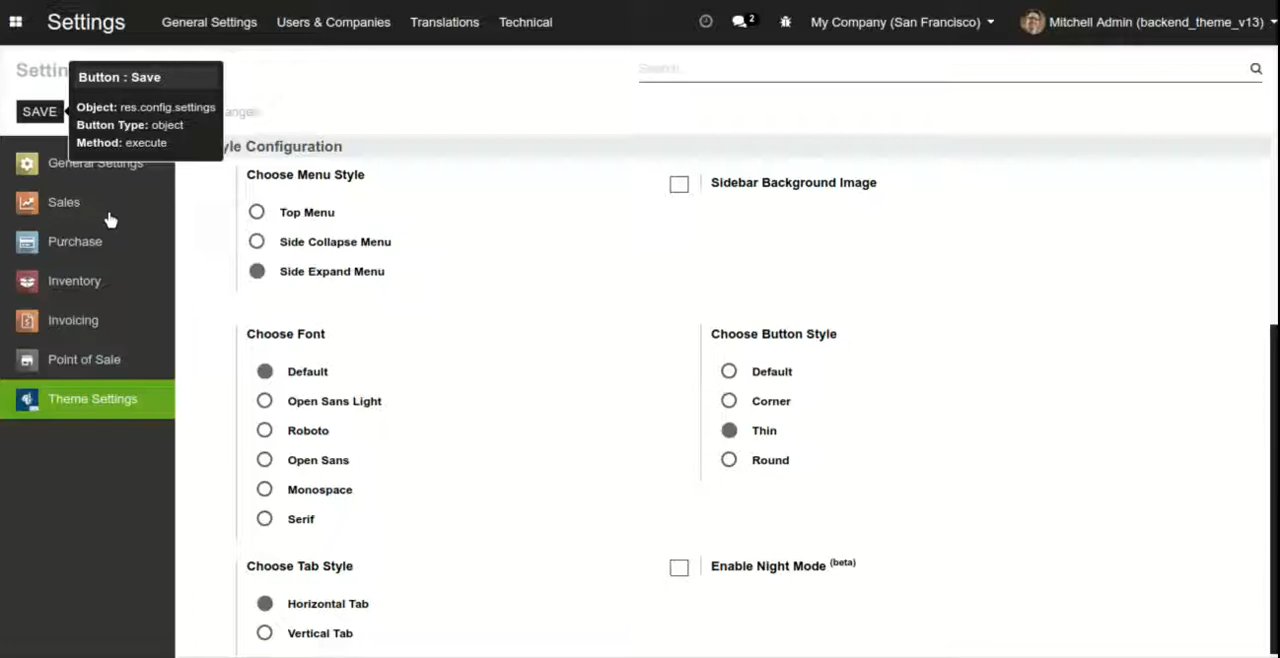 Settings General Settings Users & Companies Translations Technical 2 My Company (San Francisco) Mitchell Admin (backend_theme_v13)
Settin
Search...
Button : Save
SAVE
Object: res.config.settings
Button Type: object
Method: execute
anges
yle Configuration
General Settings
Sales
Purchase
Inventory
Invoicing
Point of Sale
Theme Settings
Choose Menu Style
Top Menu
Side Collapse Menu
Side Expand Menu
Sidebar Background Image
Choose Font
Default
Open Sans Light
Roboto
Open Sans
Monospace
Serif
Choose Button Style
Default
Corner
Thin
Round
Choose Tab Style
Horizontal Tab
Vertical Tab
Enable Night Mode (beta)